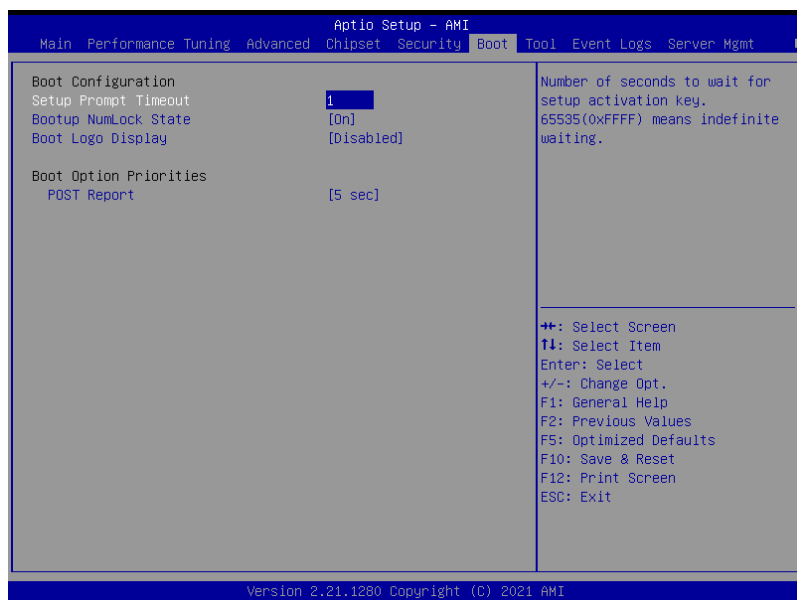 Aptio Setup - AMI
Main Performance Tuning Advanced Chipset Security Boot Tool Event Logs Server Mgmt
Boot Configuration
Setup Prompt Timeout 1
Bootup NumLock State [On]
Boot Logo Display [Disabled]
Boot Option Priorities
POST Report [5 sec]
Number of seconds to wait for
setup activation key.
65535(0xFFFF) means indefinite
waiting.
→←: Select Screen
↑↓: Select Item
Enter: Select
+/-: Change Opt.
F1: General Help
F2: Previous Values
F5: Optimized Defaults
F10: Save & Reset
F12: Print Screen
ESC: Exit
Version 2.21.1280 Copyright (C) 2021 AMI